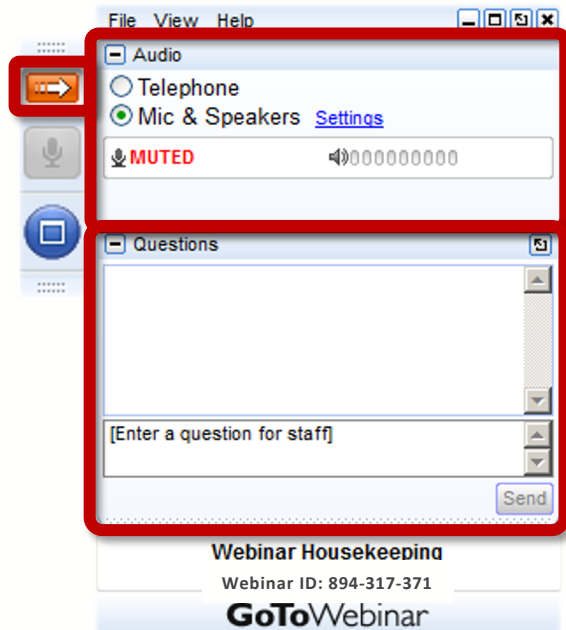 File View Help
Audio
Telephone
Mic & Speakers Settings
MUTED 000000000
Questions
[Enter a question for staff]
Send
Webinar Housekeeping
Webinar ID: 894-317-371
GoToWebinar